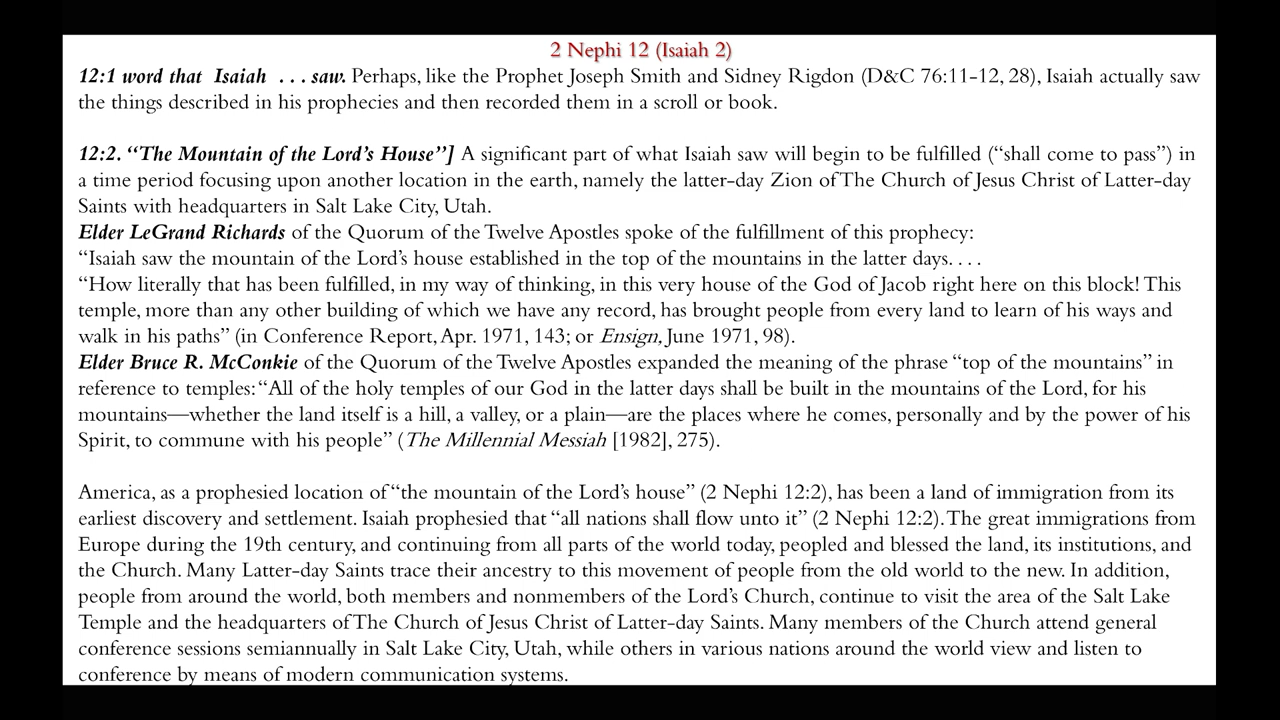 2 Nephi 12 (Isaiah 2)
12:1 word that Isaiah . . . saw. Perhaps, like the Prophet Joseph Smith and Sidney Rigdon (D&C 76:11-12, 28), Isaiah actually saw
the things described in his prophecies and then recorded them in a scroll or book.
12:2. “The Mountain of the Lord’s House”] A significant part of what Isaiah saw will begin to be fulfilled (“shall come to pass”) in
a time period focusing upon another location in the earth, namely the latter-day Zion of The Church of Jesus Christ of Latter-day
Saints with headquarters in Salt Lake City, Utah.
Elder LeGrand Richards of the Quorum of the Twelve Apostles spoke of the fulfillment of this prophecy:
“Isaiah saw the mountain of the Lord’s house established in the top of the mountains in the latter days. . . .
“How literally that has been fulfilled, in my way of thinking, in this very house of the God of Jacob right here on this block! This
temple, more than any other building of which we have any record, has brought people from every land to learn of his ways and
walk in his paths” (in Conference Report, Apr. 1971, 143; or Ensign, June 1971, 98).
Elder Bruce R. McConkie of the Quorum of the Twelve Apostles expanded the meaning of the phrase “top of the mountains” in
reference to temples: “All of the holy temples of our God in the latter days shall be built in the mountains of the Lord, for his
mountains—whether the land itself is a hill, a valley, or a plain—are the places where he comes, personally and by the power of his
Spirit, to commune with his people” (The Millennial Messiah [1982], 275).
America, as a prophesied location of “the mountain of the Lord’s house” (2 Nephi 12:2), has been a land of immigration from its
earliest discovery and settlement. Isaiah prophesied that “all nations shall flow unto it” (2 Nephi 12:2). The great immigrations from
Europe during the 19th century, and continuing from all parts of the world today, peopled and blessed the land, its institutions, and
the Church. Many Latter-day Saints trace their ancestry to this movement of people from the old world to the new. In addition,
people from around the world, both members and nonmembers of the Lord’s Church, continue to visit the area of the Salt Lake
Temple and the headquarters of The Church of Jesus Christ of Latter-day Saints. Many members of the Church attend general
conference sessions semiannually in Salt Lake City, Utah, while others in various nations around the world view and listen to
conference by means of modern communication systems.